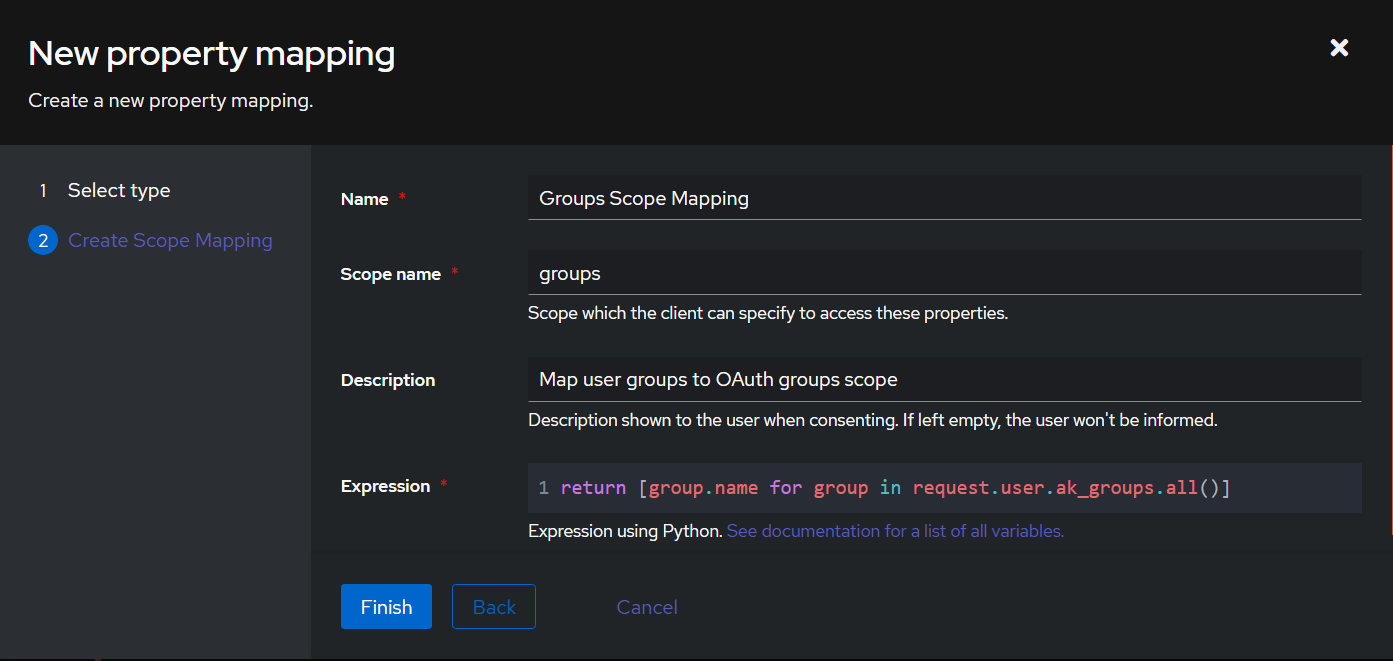 New property mapping
Create a new property mapping.
1 Select type
2 Create Scope Mapping
Name *
Groups Scope Mapping
Scope name *
groups
Scope which the client can specify to access these properties.
Description
Map user groups to OAuth groups scope
Description shown to the user when consenting. If left empty, the user won't be informed.
Expression *
1 return [group.name for group in request.user.ak_groups.all()]
Expression using Python. See documentation for a list of all variables.
Finish Back Cancel